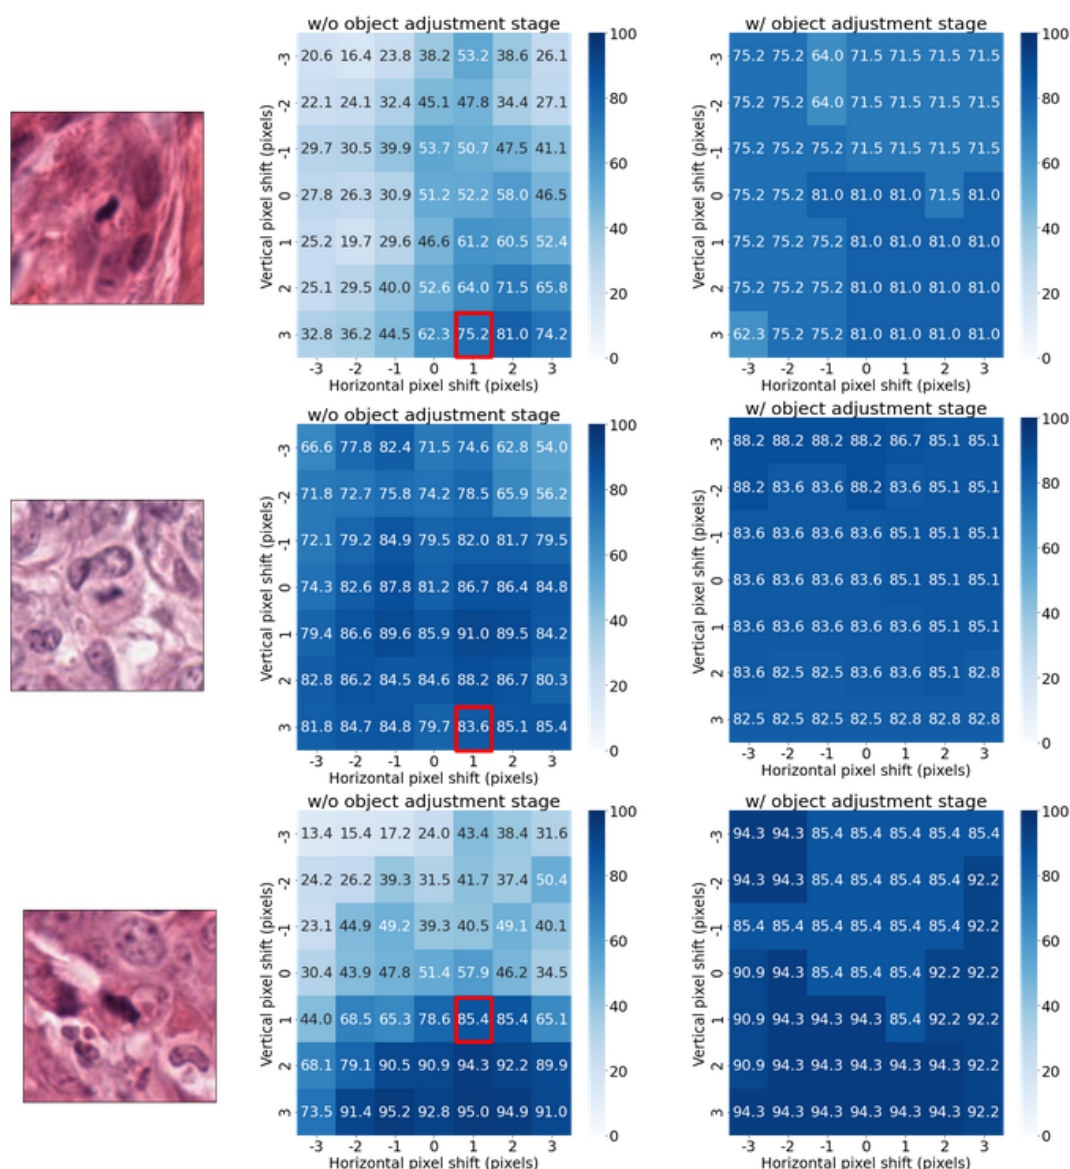 w/o object adjustment stage
Vertical pixel shift (pixels)
-3 20.6 16.4 23.8 38.2 53.2 38.6 26.1
-2 22.1 24.1 32.4 45.1 47.8 34.4 27.1
-1 29.7 30.5 39.9 53.7 50.7 47.5 41.1
0 27.8 26.3 30.9 51.2 52.2 58.0 46.5
1 25.2 19.7 29.6 46.6 61.2 60.5 52.4
2 25.1 29.5 40.0 52.6 64.0 71.5 65.8
3 32.8 36.2 44.5 62.3 75.2 81.0 74.2
-3 -2 -1 0 1 2 3
Horizontal pixel shift (pixels)
100
80
60
40
20
0
w/ object adjustment stage
Vertical pixel shift (pixels)
-3 75.2 75.2 64.0 71.5 71.5 71.5 71.5
-2 75.2 75.2 64.0 71.5 71.5 71.5 71.5
-1 75.2 75.2 75.2 71.5 71.5 71.5 71.5
0 75.2 75.2 81.0 81.0 81.0 71.5 81.0
1 75.2 75.2 75.2 81.0 81.0 81.0 81.0
2 75.2 75.2 75.2 81.0 81.0 81.0 81.0
3 62.3 75.2 75.2 81.0 81.0 81.0 81.0
-3 -2 -1 0 1 2 3
Horizontal pixel shift (pixels)
100
80
60
40
20
0
w/o object adjustment stage
Vertical pixel shift (pixels)
-3 66.6 77.8 82.4 71.5 74.6 62.8 54.0
-2 71.8 72.7 75.8 74.2 78.5 65.9 56.2
-1 72.1 79.2 84.9 79.5 82.0 81.7 79.5
0 74.3 82.6 87.8 81.2 86.7 86.4 84.8
1 79.4 86.6 89.6 85.9 91.0 89.5 84.2
2 82.8 86.2 84.5 84.6 88.2 86.7 80.3
3 81.8 84.7 84.8 79.7 83.6 85.1 85.4
-3 -2 -1 0 1 2 3
Horizontal pixel shift (pixels)
100
80
60
40
20
0
w/ object adjustment stage
Vertical pixel shift (pixels)
-3 88.2 88.2 88.2 88.2 86.7 85.1 85.1
-2 88.2 83.6 83.6 88.2 83.6 85.1 85.1
-1 83.6 83.6 83.6 83.6 85.1 85.1 85.1
0 83.6 83.6 83.6 83.6 85.1 85.1 85.1
1 83.6 83.6 83.6 83.6 83.6 85.1 85.1
2 83.6 82.5 82.5 83.6 83.6 85.1 82.8
3 82.5 82.5 82.5 82.5 82.8 82.8 82.8
-3 -2 -1 0 1 2 3
Horizontal pixel shift (pixels)
100
80
60
40
20
0
w/o object adjustment stage
Vertical pixel shift (pixels)
-3 13.4 15.4 17.2 24.0 43.4 38.4 31.6
-2 24.2 26.2 39.3 31.5 41.7 37.4 50.4
-1 23.1 44.9 49.2 39.3 40.5 49.1 40.1
0 30.4 43.9 47.8 51.4 57.9 46.2 34.5
1 44.0 68.5 65.3 78.6 85.4 85.4 65.1
2 68.1 79.1 90.5 90.9 94.3 92.2 89.9
3 73.5 91.4 95.2 92.8 95.0 94.9 91.0
-3 -2 -1 0 1 2 3
Horizontal pixel shift (pixels)
100
80
60
40
20
0
w/ object adjustment stage
Vertical pixel shift (pixels)
-3 94.3 94.3 85.4 85.4 85.4 85.4 85.4
-2 94.3 94.3 85.4 85.4 85.4 85.4 92.2
-1 85.4 85.4 85.4 85.4 85.4 85.4 92.2
0 90.9 94.3 85.4 85.4 85.4 92.2 92.2
1 90.9 94.3 94.3 94.3 85.4 92.2 92.2
2 90.9 94.3 94.3 94.3 94.3 94.3 92.2
3 94.3 94.3 94.3 94.3 94.3 94.3 92.2
-3 -2 -1 0 1 2 3
Horizontal pixel shift (pixels)
100
80
60
40
20
0